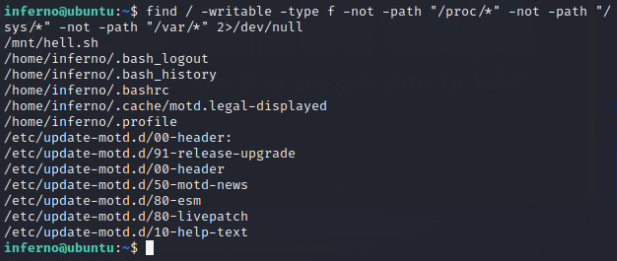 inferno@ubuntu:~$ find / -writable -type f -not -path "/proc/*" -not -path "/
sys/*" -not -path "/var/*" 2>/dev/null
/mnt/hell.sh
/home/inferno/.bash_logout
/home/inferno/.bash_history
/home/inferno/.bashrc
/home/inferno/.cache/motd.legal-displayed
/home/inferno/.profile
/etc/update-motd.d/00-header:
/etc/update-motd.d/91-release-upgrade
/etc/update-motd.d/00-header
/etc/update-motd.d/50-motd-news
/etc/update-motd.d/80-esm
/etc/update-motd.d/80-livepatch
/etc/update-motd.d/10-help-text
inferno@ubuntu:~$